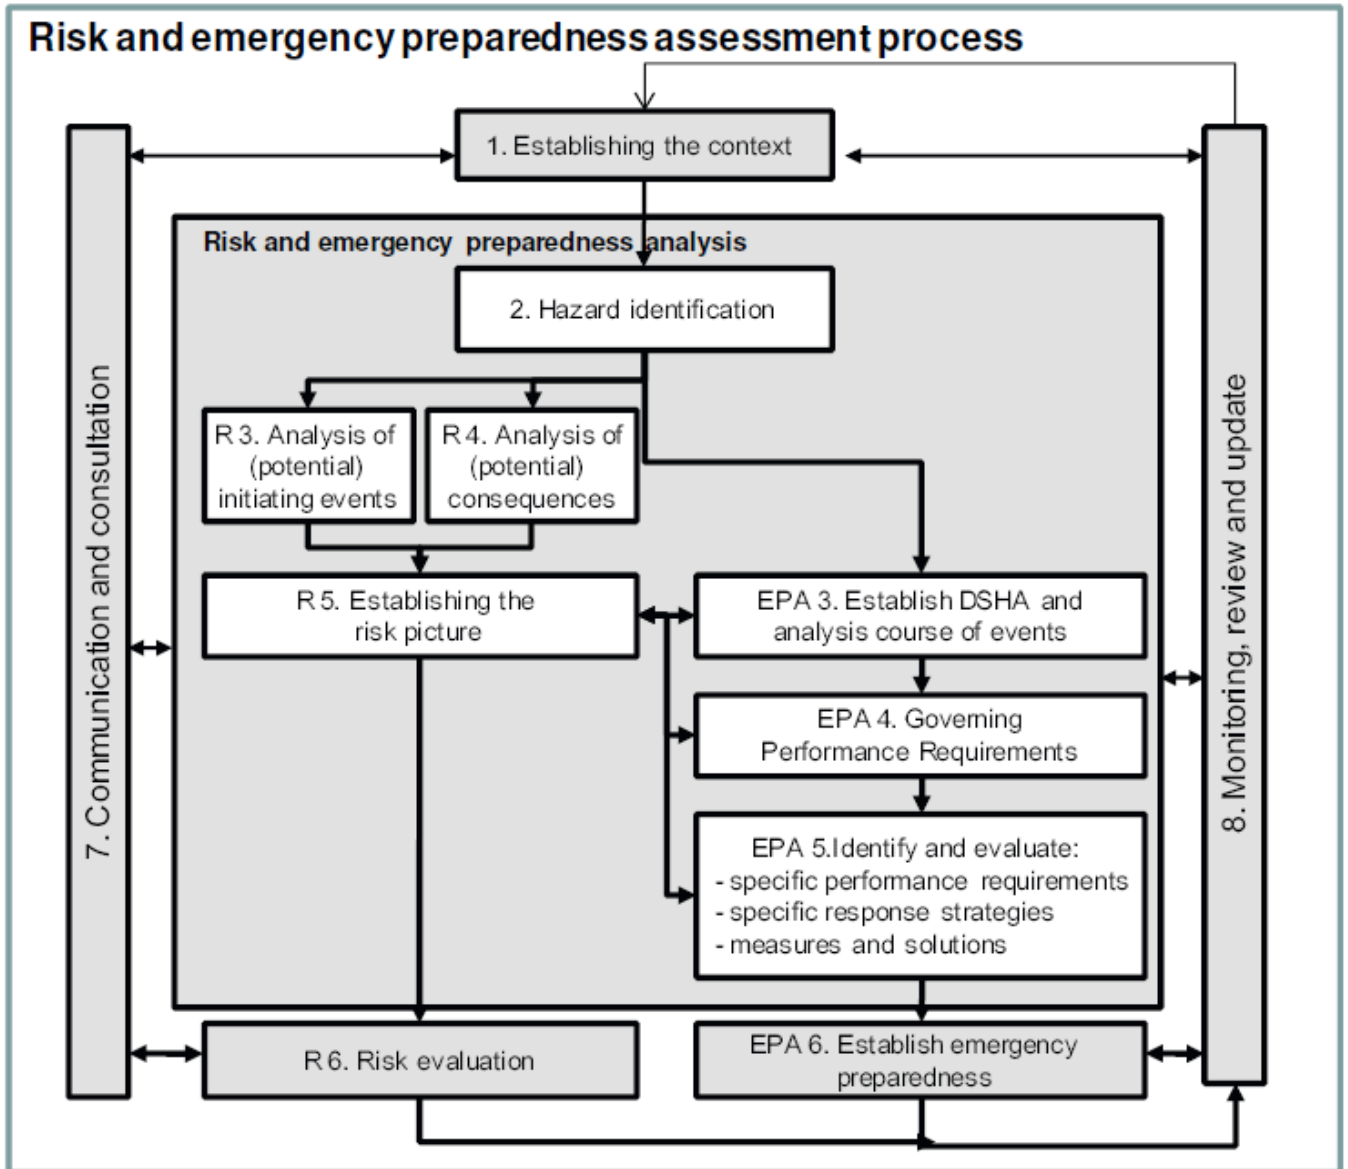 Risk and emergency preparedness assessment process
1. Establishing the context
Risk and emergency preparedness analysis
2. Hazard identification
R 3. Analysis of
(potential)
initiating events
R 4. Analysis of
(potential)
consequences
R 5. Establishing the
risk picture
EPA 3. Establish DSHA and
analysis course of events
EPA 4. Governing
Performance Requirements
EPA 5.Identify and evaluate:
- specific performance requirements
- specific response strategies
- measures and solutions
R 6. Risk evaluation
EPA 6. Establish emergency
preparedness
7. Communication and consultation
8. Monitoring, review and update